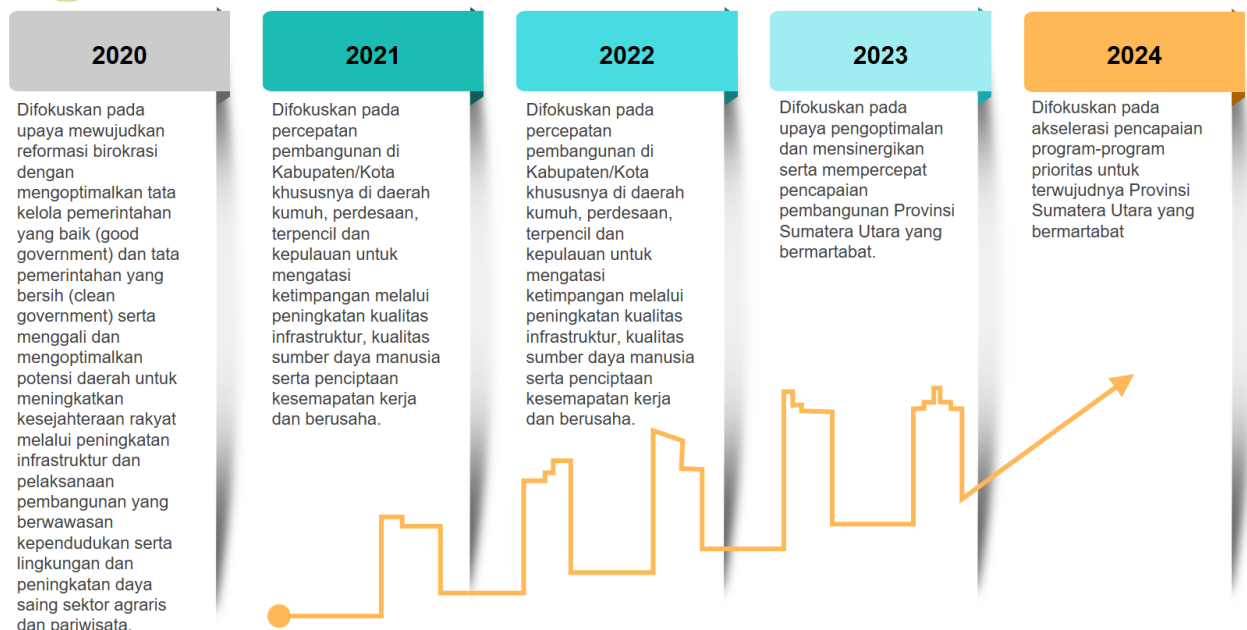 2020
Difokuskan pada
upaya mewujudkan
reformasi birokrasi
dengan
mengoptimalkan tata
kelola pemerintahan
yang baik (good
government) dan tata
pemerintahan yang
bersih (clean
government) serta
menggali dan
mengoptimalkan
potensi daerah untuk
meningkatkan
kesejahteraan rakyat
melalui peningkatan
infrastruktur dan
pelaksanaan
pembangunan yang
berwawasan
kependudukan serta
lingkungan dan
peningkatan daya
saing sektor agraris
dan pariwisata.
2021
Difokuskan pada
percepatan
pembangunan di
Kabupaten/Kota
khususnya di daerah
kumuh, perdesaan,
terpencil dan
kepulauan untuk
mengatasi
ketimpangan melalui
peningkatan kualitas
infrastruktur, kualitas
sumber daya manusia
serta penciptaan
kesemapatan kerja
dan berusaha.
2022
Difokuskan pada
percepatan
pembangunan di
Kabupaten/Kota
khususnya di daerah
kumuh, perdesaan,
terpencil dan
kepulauan untuk
mengatasi
ketimpangan melalui
peningkatan kualitas
infrastruktur, kualitas
sumber daya manusia
serta penciptaan
kesemapatan kerja
dan berusaha.
2023
Difokuskan pada
upaya pengoptimalan
dan mensinergikan
serta mempercepat
pencapaian
pembangunan Provinsi
Sumatera Utara yang
bermartabat.
2024
Difokuskan pada
akselerasi pencapaian
program-program
prioritas untuk
terwujudnya Provinsi
Sumatera Utara yang
bermartabat